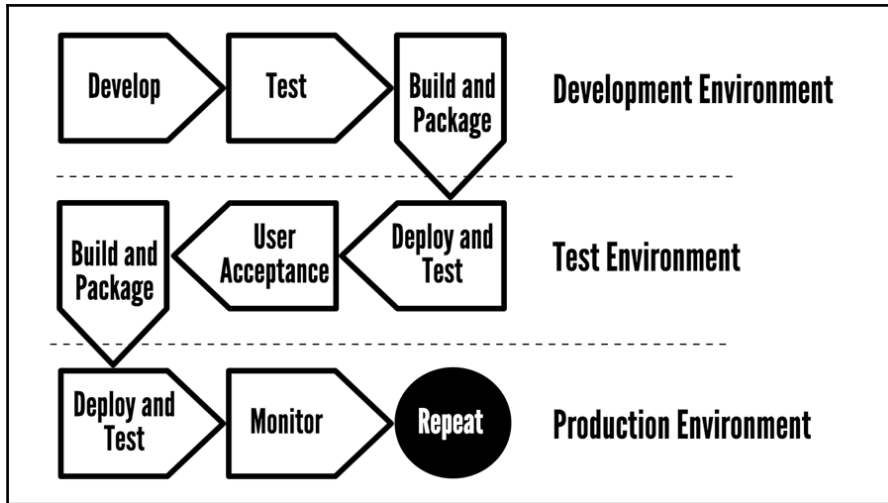 Develop
Test
Build and
Package
Development Environment
Build and
Package
User
Acceptance
Deploy and
Test
Test Environment
Deploy and
Test
Monitor
Repeat
Production Environment